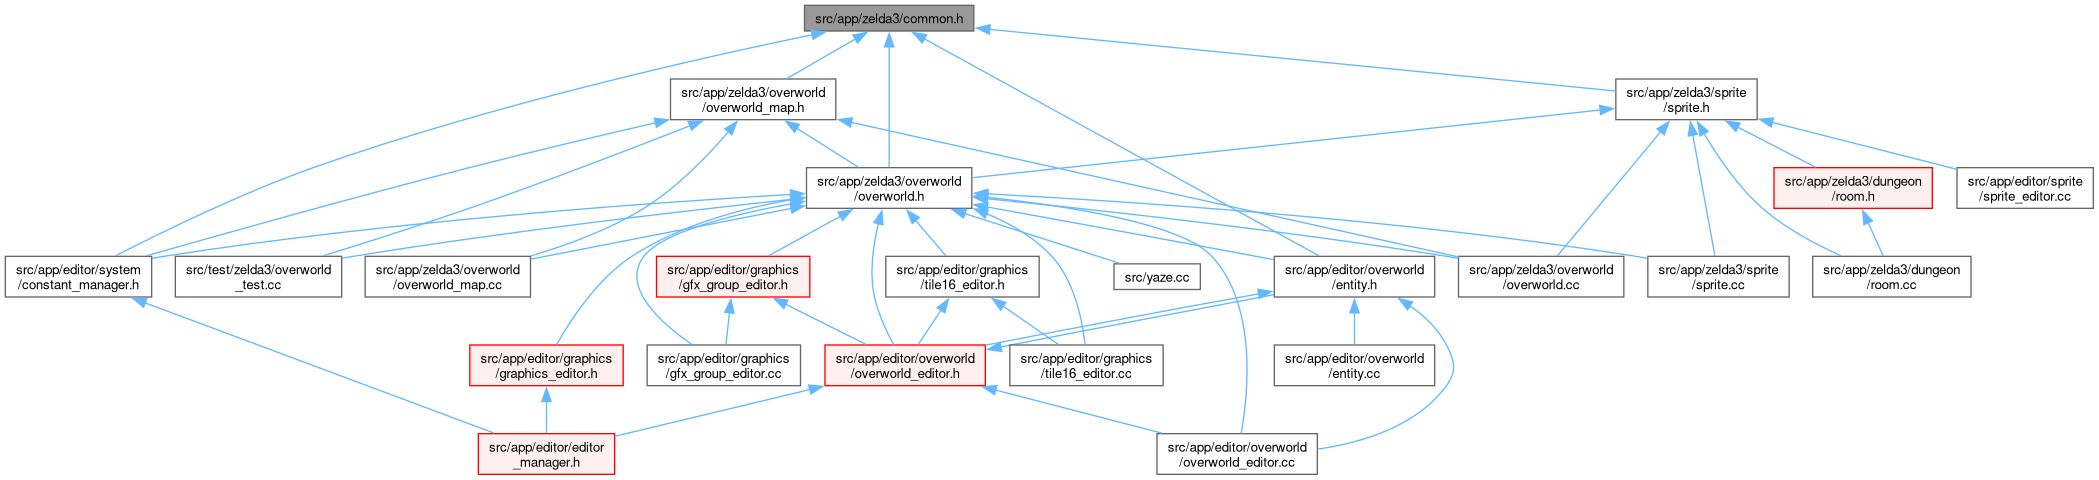 src/app/zelda3/common.h
src/app/zelda3/overworld
/overworld_map.h
src/app/zelda3/sprite
/sprite.h
src/app/zelda3/overworld
/overworld.h
src/app/zelda3/dungeon
/room.h
src/app/editor/sprite
/sprite_editor.cc
src/app/editor/system
/constant_manager.h
src/test/zelda3/overworld
_test.cc
src/app/zelda3/overworld
/overworld_map.cc
src/app/editor/graphics
/gfx_group_editor.h
src/app/editor/graphics
/tile16_editor.h
src/yaze.cc
src/app/editor/overworld
/entity.h
src/app/zelda3/overworld
/overworld.cc
src/app/zelda3/sprite
/sprite.cc
src/app/zelda3/dungeon
/room.cc
src/app/editor/graphics
/graphics_editor.h
src/app/editor/graphics
/gfx_group_editor.cc
src/app/editor/overworld
/overworld_editor.h
src/app/editor/graphics
/tile16_editor.cc
src/app/editor/overworld
/entity.cc
src/app/editor/editor
_manager.h
src/app/editor/overworld
/overworld_editor.cc